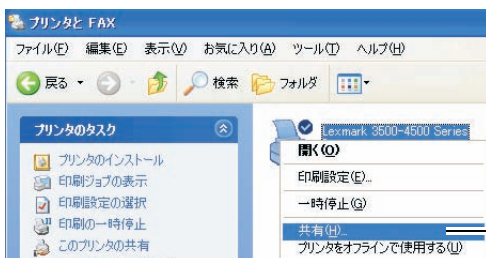 プリンタと FAX
ファイル(F) 編集(E) 表示(V) お気に入り(A) ツール(T) ヘルプ(H)
戻る 検索 フォルダ
プリンタのタスク
プリンタのインストール
印刷ジョブの表示
印刷設定の選択
印刷の一時停止
このプリンタの共有
Lexmark 3500-4500 Series
開く(O)
印刷設定(E)...
一時停止(G)
共有(H)...
プリンタをオフラインで使用する(U)